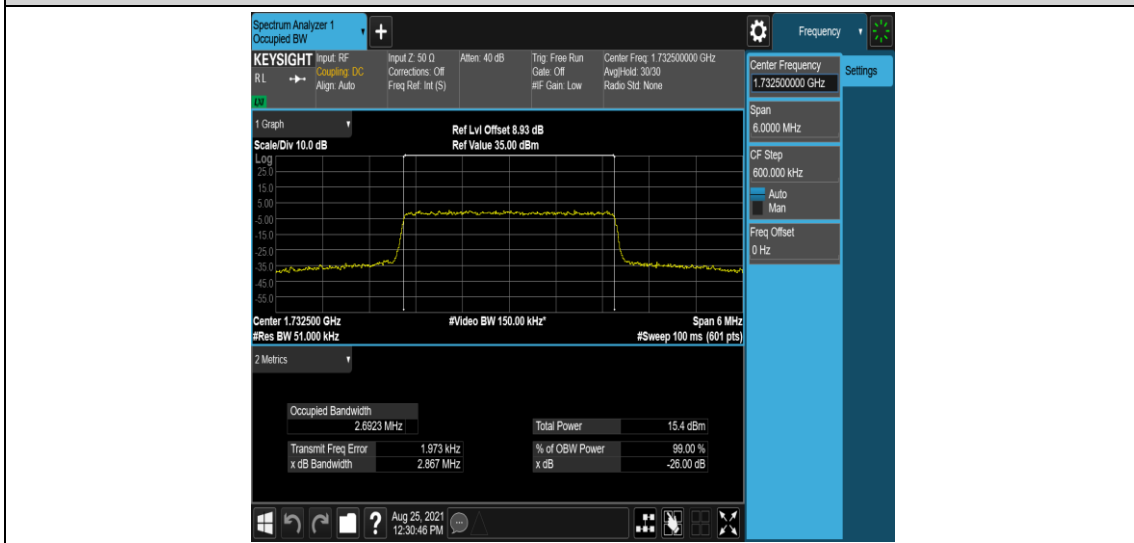 Spectrum Analyzer 1
Occupied BW
+
Frequency
KEYSIGHT
RL
LXI
Input: RF
Coupling: DC
Align: Auto
Input Z: 50 Ω
Corrections: Off
Freq Ref: Int (S)
Atten: 40 dB
Trig: Free Run
Gate: Off
#IF Gain: Low
Center Freq: 1.732500000 GHz
Avg|Hold: 30/30
Radio Std: None
1 Graph
Scale/Div 10.0 dB
Ref Lvl Offset 8.93 dB
Ref Value 35.00 dBm
Log
25.0
15.0
5.00
-5.00
-15.0
-25.0
-35.0
-45.0
-55.0
Center 1.732500 GHz
#Video BW 150.00 kHz*
Span 6 MHz
#Res BW 51.000 kHz
#Sweep 100 ms (601 pts)
2 Metrics
Occupied Bandwidth
2.6923 MHz
Total Power 15.4 dBm
Transmit Freq Error 1.973 kHz
% of OBW Power 99.00 %
x dB Bandwidth 2.867 MHz
x dB -26.00 dB
?
Aug 25, 2021
12:30:46 PM
Center Frequency
1.732500000 GHz
Settings
Span
6.0000 MHz
CF Step
600.000 kHz
Auto
Man
Freq Offset
0 Hz